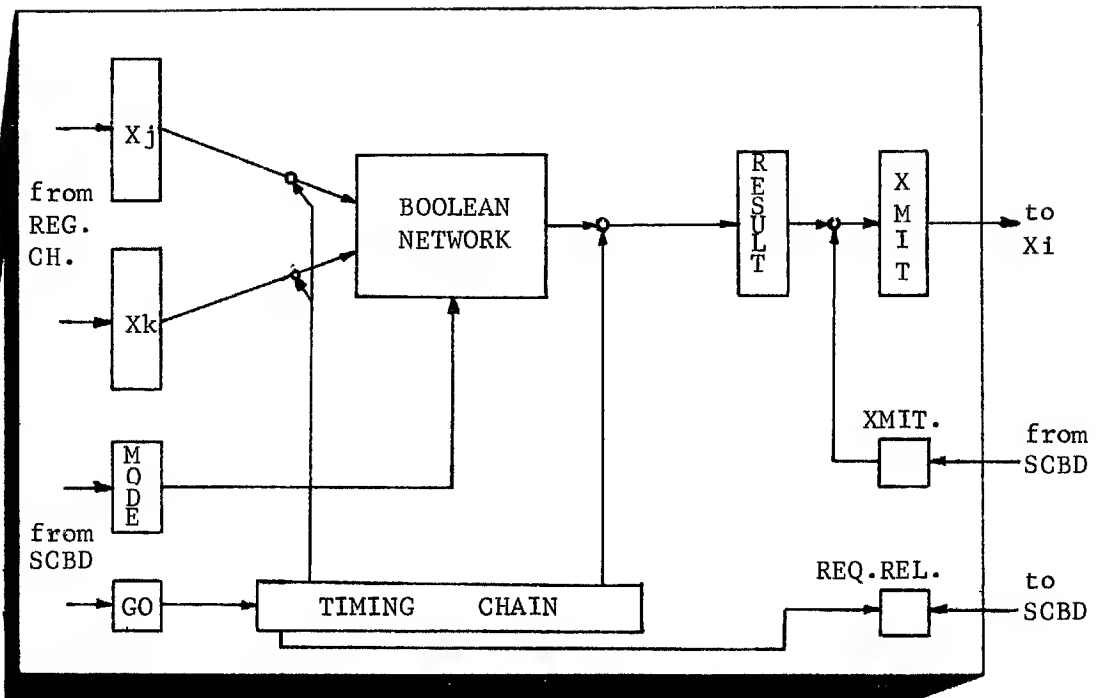 Xj
from
REG.
CH.
Xk
BOOLEAN
NETWORK
RESULT
XMIT
to
Xi
MODE
XMIT.
from
SCBD
from
SCBD
GO
TIMING CHAIN
REQ.REL.
to
SCBD